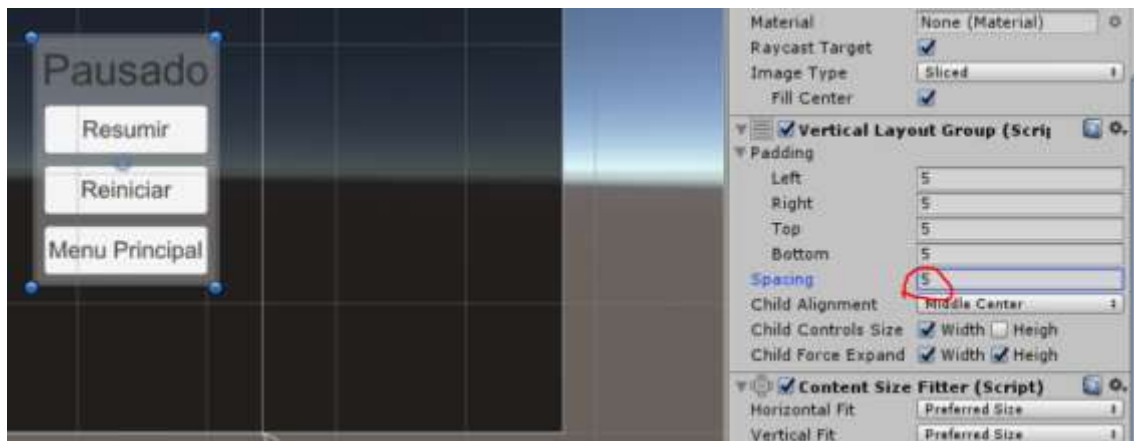 Pausado
Resumir
Reiniciar
Menu Principal
Material None (Material)
Raycast Target
Image Type Sliced
Fill Center
Vertical Layout Group (Scrip
Padding
Left 5
Right 5
Top 5
Bottom 5
Spacing 5
Child Alignment Middle Center
Child Controls Size Width Heigh
Child Force Expand Width Heigh
Content Size Fitter (Script)
Horizontal Fit Preferred Size
Vertical Fit Preferred Size